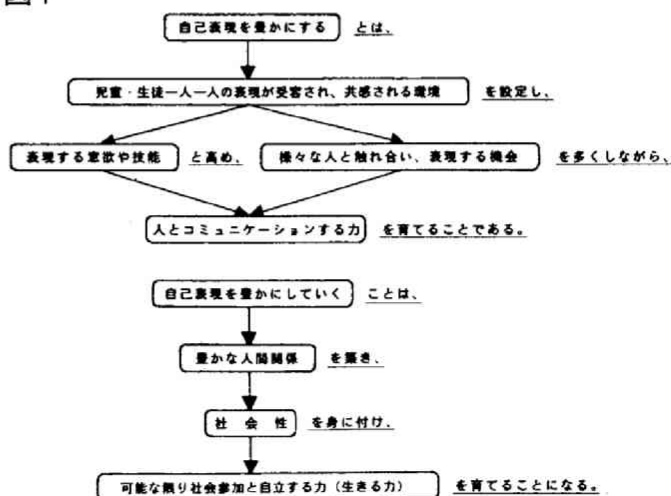 図1
自己表現を豊かにする とは、
児童・生徒一人一人の表現が受容され、共感される環境 を設定し、
表現する意欲や技能 と高め、 様々な人と触れ合い、表現する機会 を多くしながら、
人とコミュニケーションする力 を育てることである。
自己表現を豊かにしていく ことは、
豊かな人間関係 を築き、
社会性 を身に付け、
可能な限り社会参加と自立する力(生きる力) を育てることになる。